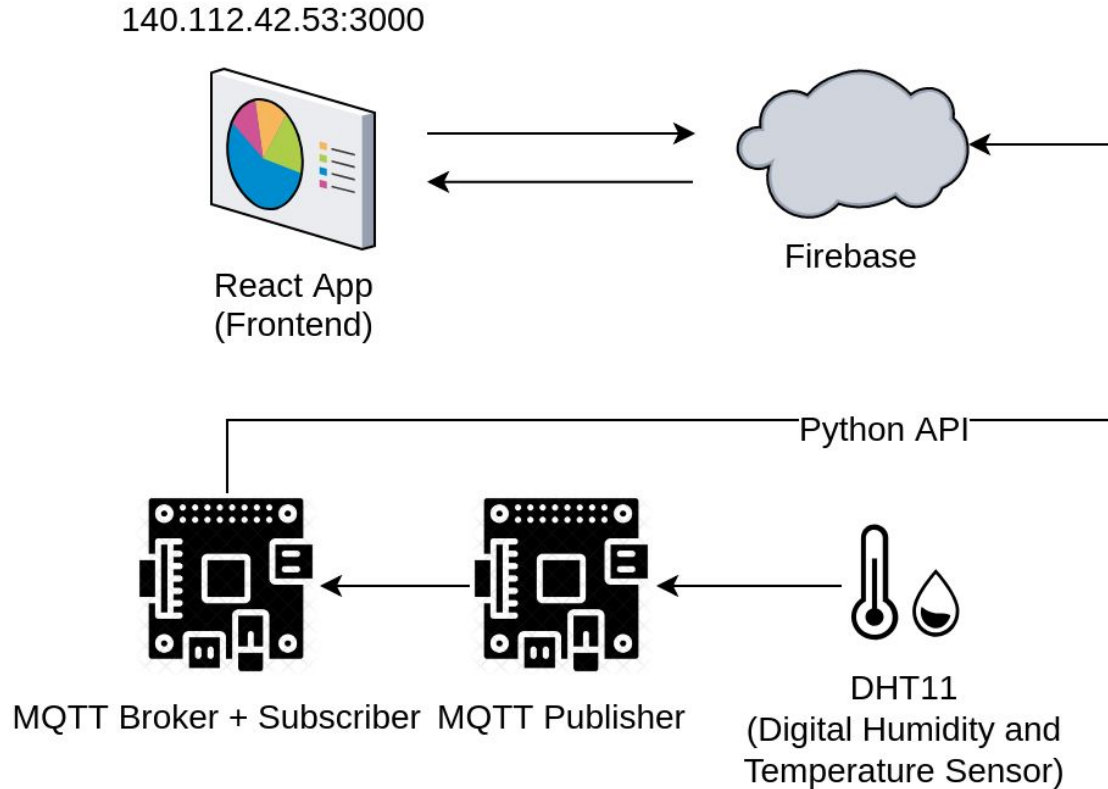 140.112.42.53:3000
React App
(Frontend)
Firebase
Python API
MQTT Broker + Subscriber
MQTT Publisher
DHT11
(Digital Humidity and
Temperature Sensor)